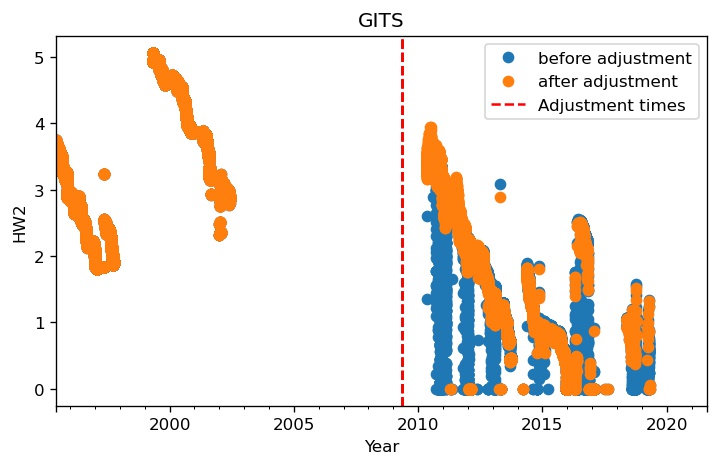 GITS
5
4
3
2
1
0
HW2
before adjustment
after adjustment
Adjustment times
2000
2005
2010
2015
2020
Year